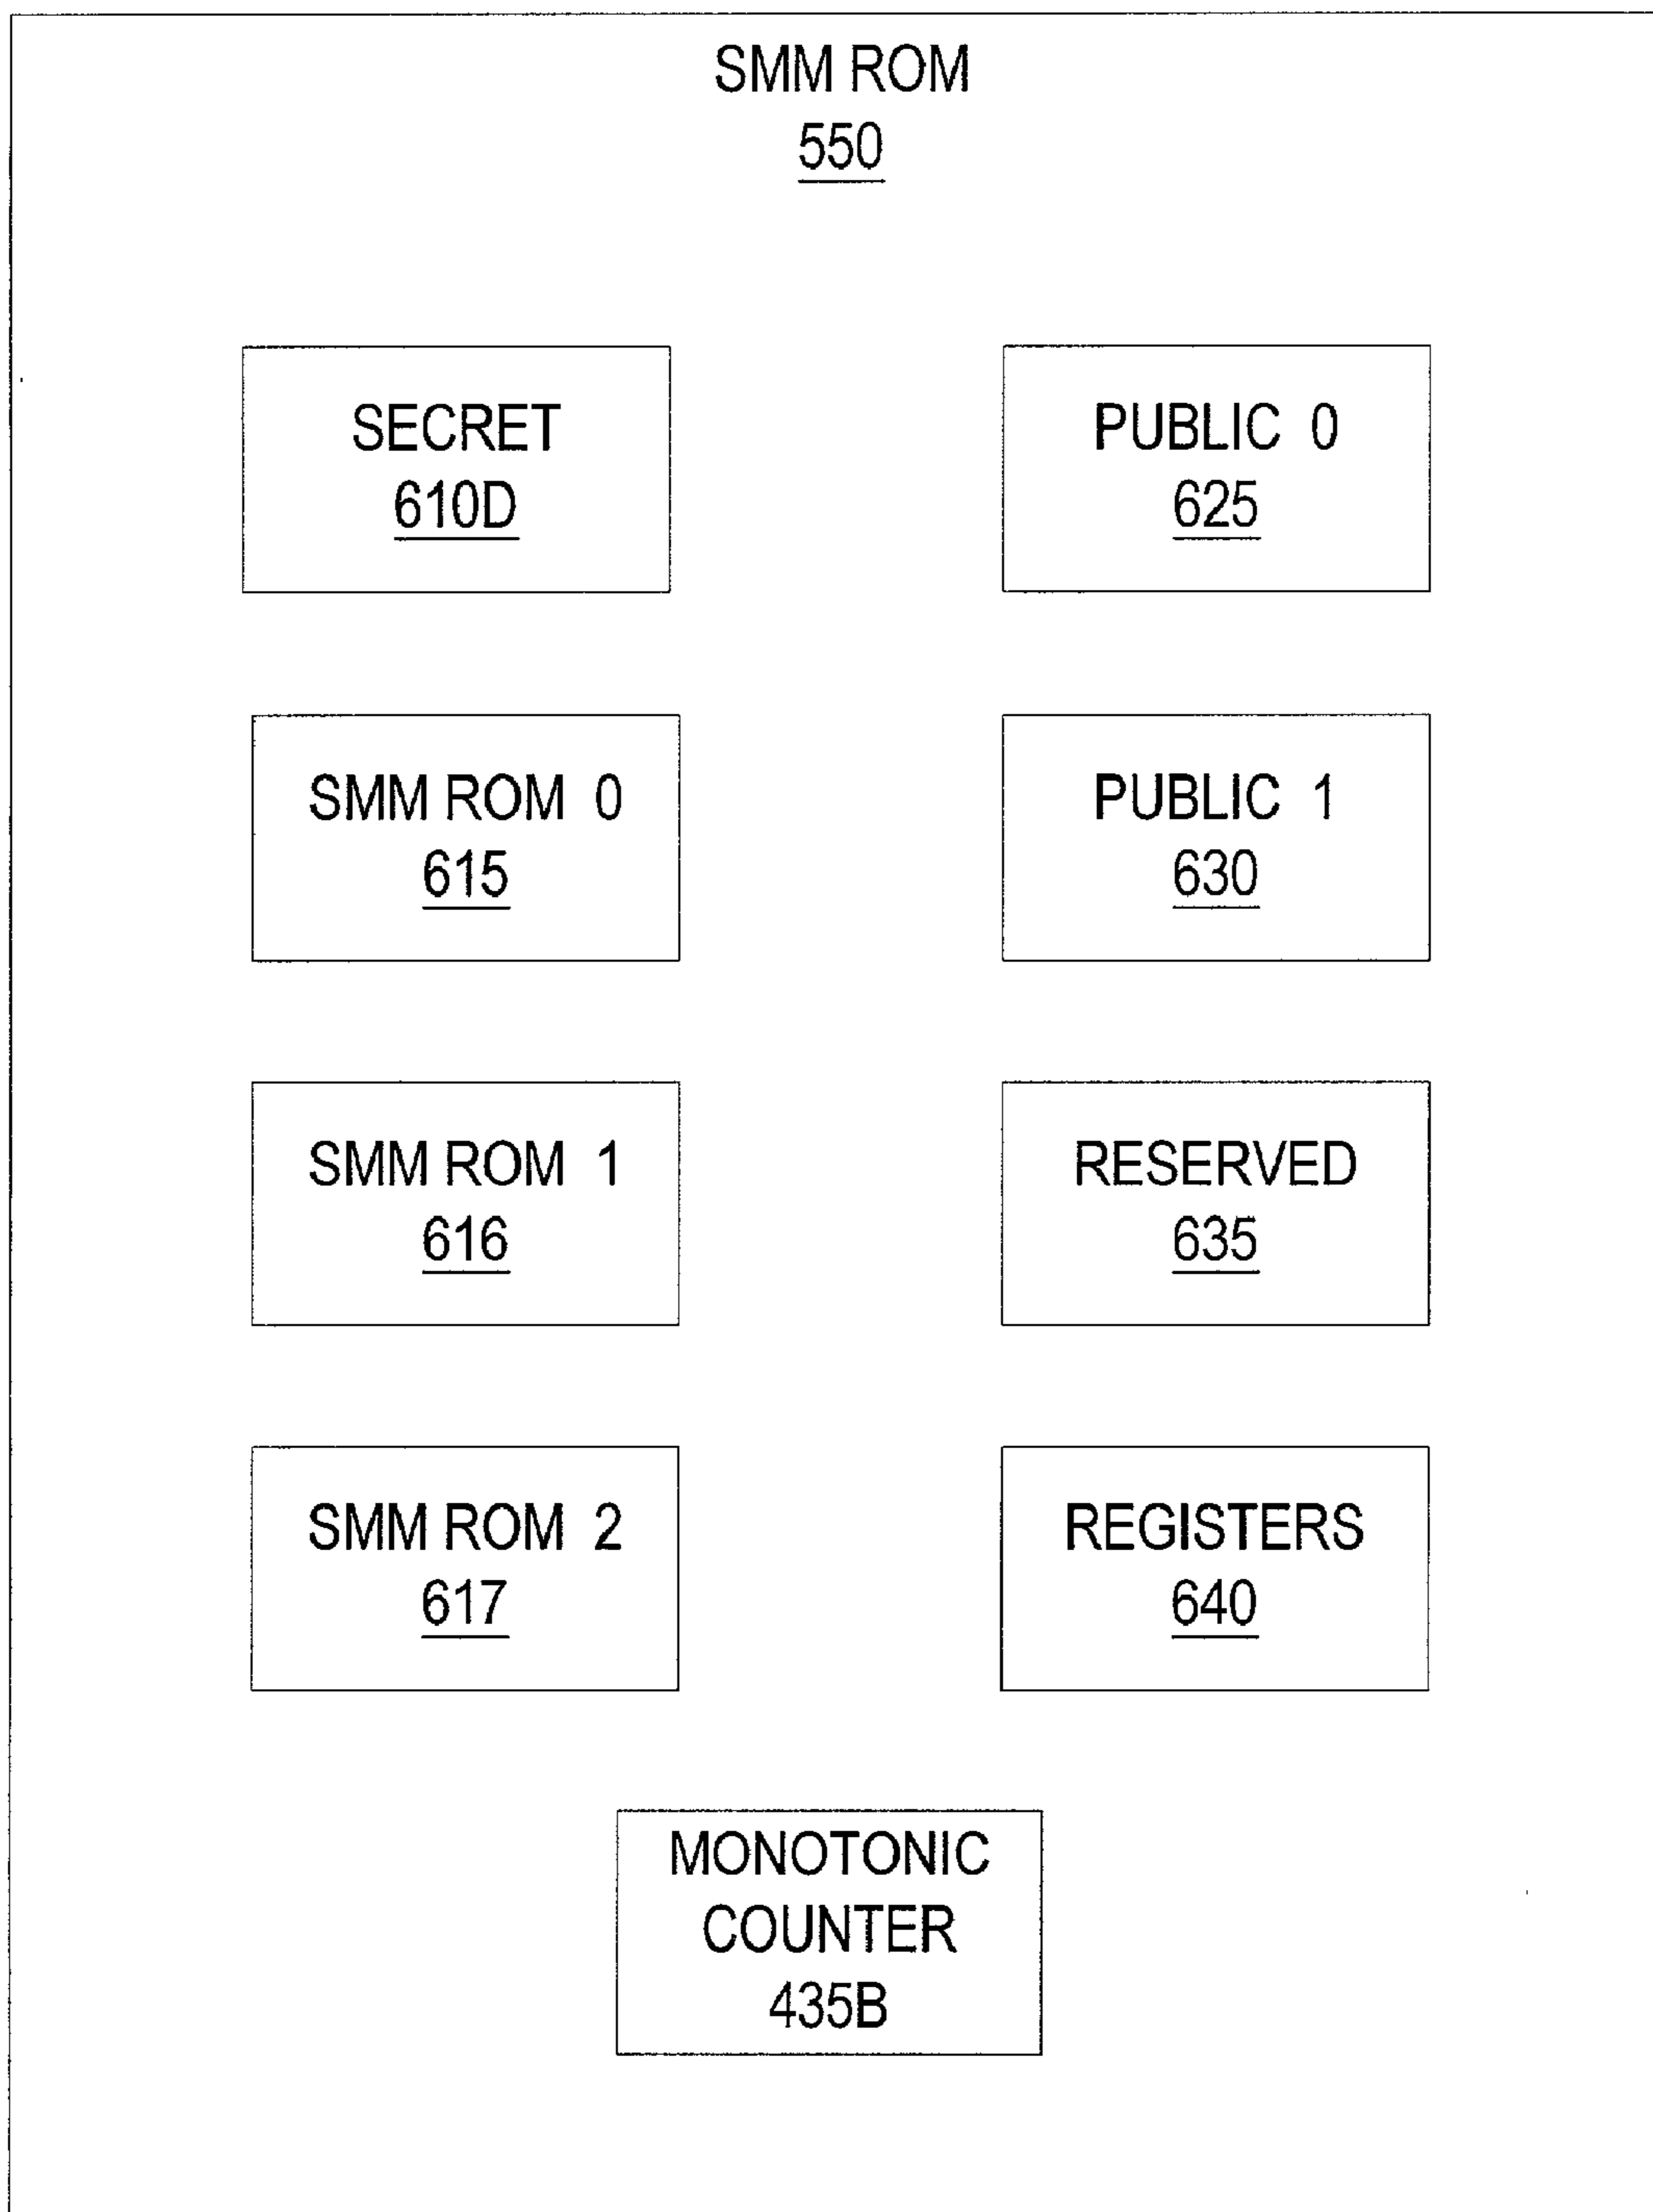 SMM ROM
550
SECRET
610D
PUBLIC 0
625
SMM ROM 0
615
PUBLIC 1
630
SMM ROM 1
616
RESERVED
635
SMM ROM 2
617
REGISTERS
640
MONOTONIC
COUNTER
435B